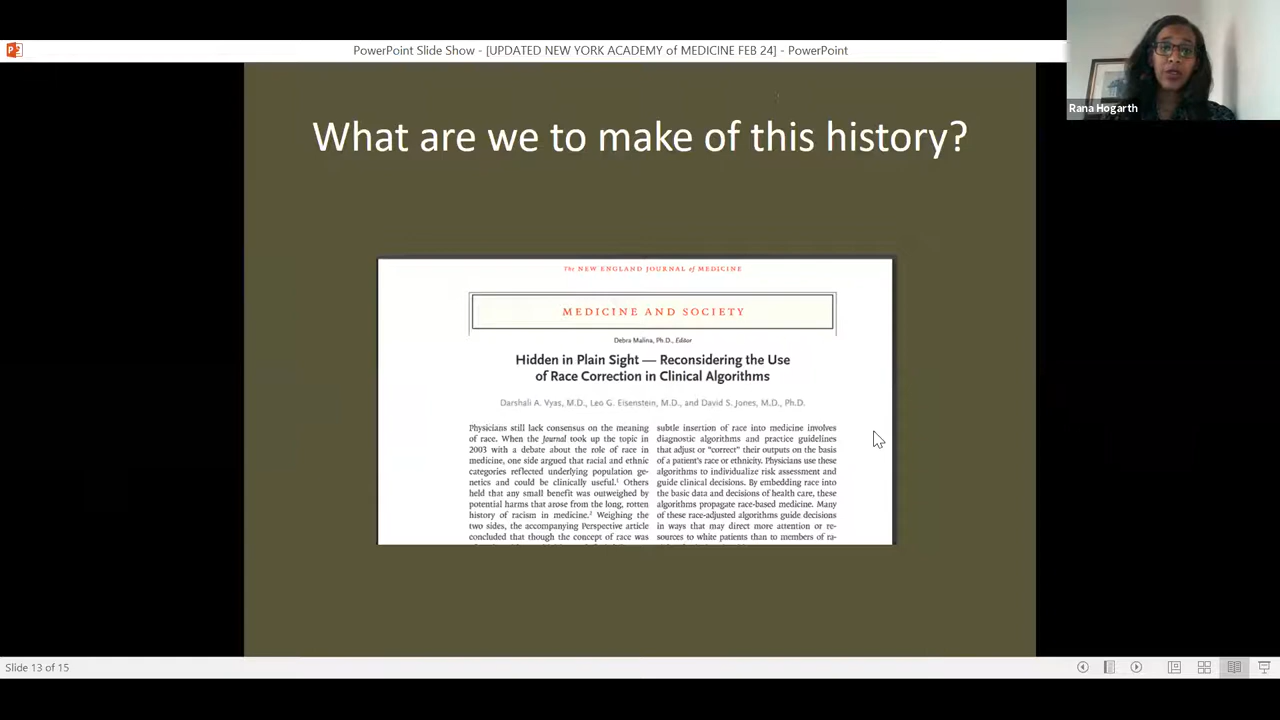 PowerPoint Slide Show - [UPDATED NEW YORK ACADEMY of MEDICINE FEB 24] - PowerPoint
Rana Hogarth
What are we to make of this history?
The NEW ENGLAND JOURNAL of MEDICINE
MEDICINE AND SOCIETY
Debra Malina, Ph.D., Editor
Hidden in Plain Sight — Reconsidering the Use
of Race Correction in Clinical Algorithms
Darshali A. Vyas, M.D., Leo G. Eisenstein, M.D., and David S. Jones, M.D., Ph.D.
Physicians still lack consensus on the meaning
of race. When the Journal took up the topic in
2003 with a debate about the role of race in
medicine, one side argued that racial and ethnic
categories reflected underlying population ge-
netics and could be clinically useful.1 Others
held that any small benefit was outweighed by
potential harms that arose from the long, rotten
history of racism in medicine.2 Weighing the
two sides, the accompanying Perspective article
concluded that though the concept of race was
subtle insertion of race into medicine involves
diagnostic algorithms and practice guidelines
that adjust or “correct” their outputs on the basis
of a patient’s race or ethnicity. Physicians use these
algorithms to individualize risk assessment and
guide clinical decisions. By embedding race into
the basic data and decisions of health care, these
algorithms propagate race-based medicine. Many
of these race-adjusted algorithms guide decisions
in ways that may direct more attention or re-
sources to white patients than to members of ra-
Slide 13 of 15